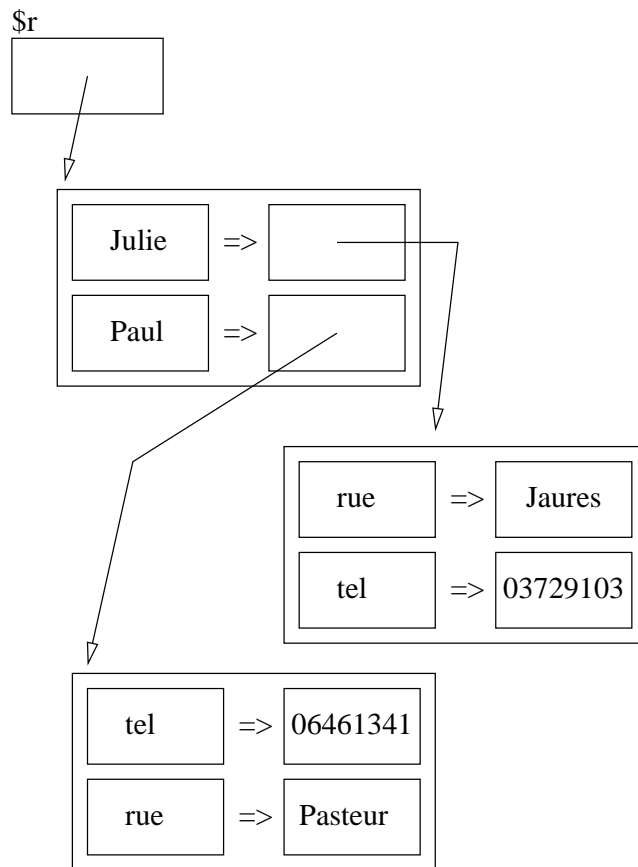 $r
Julie =>
Paul =>
rue => Jaures
tel => 03729103
tel => 06461341
rue => Pasteur